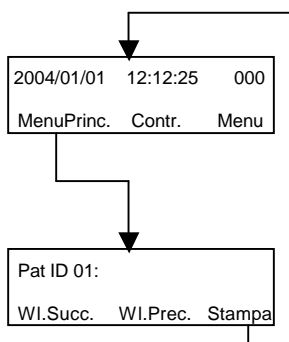 2004/01/01 12:12:25 000
MenuPrinc. Contr. Menu
Pat ID 01:
WI.Succ. WI.Prec. Stampa